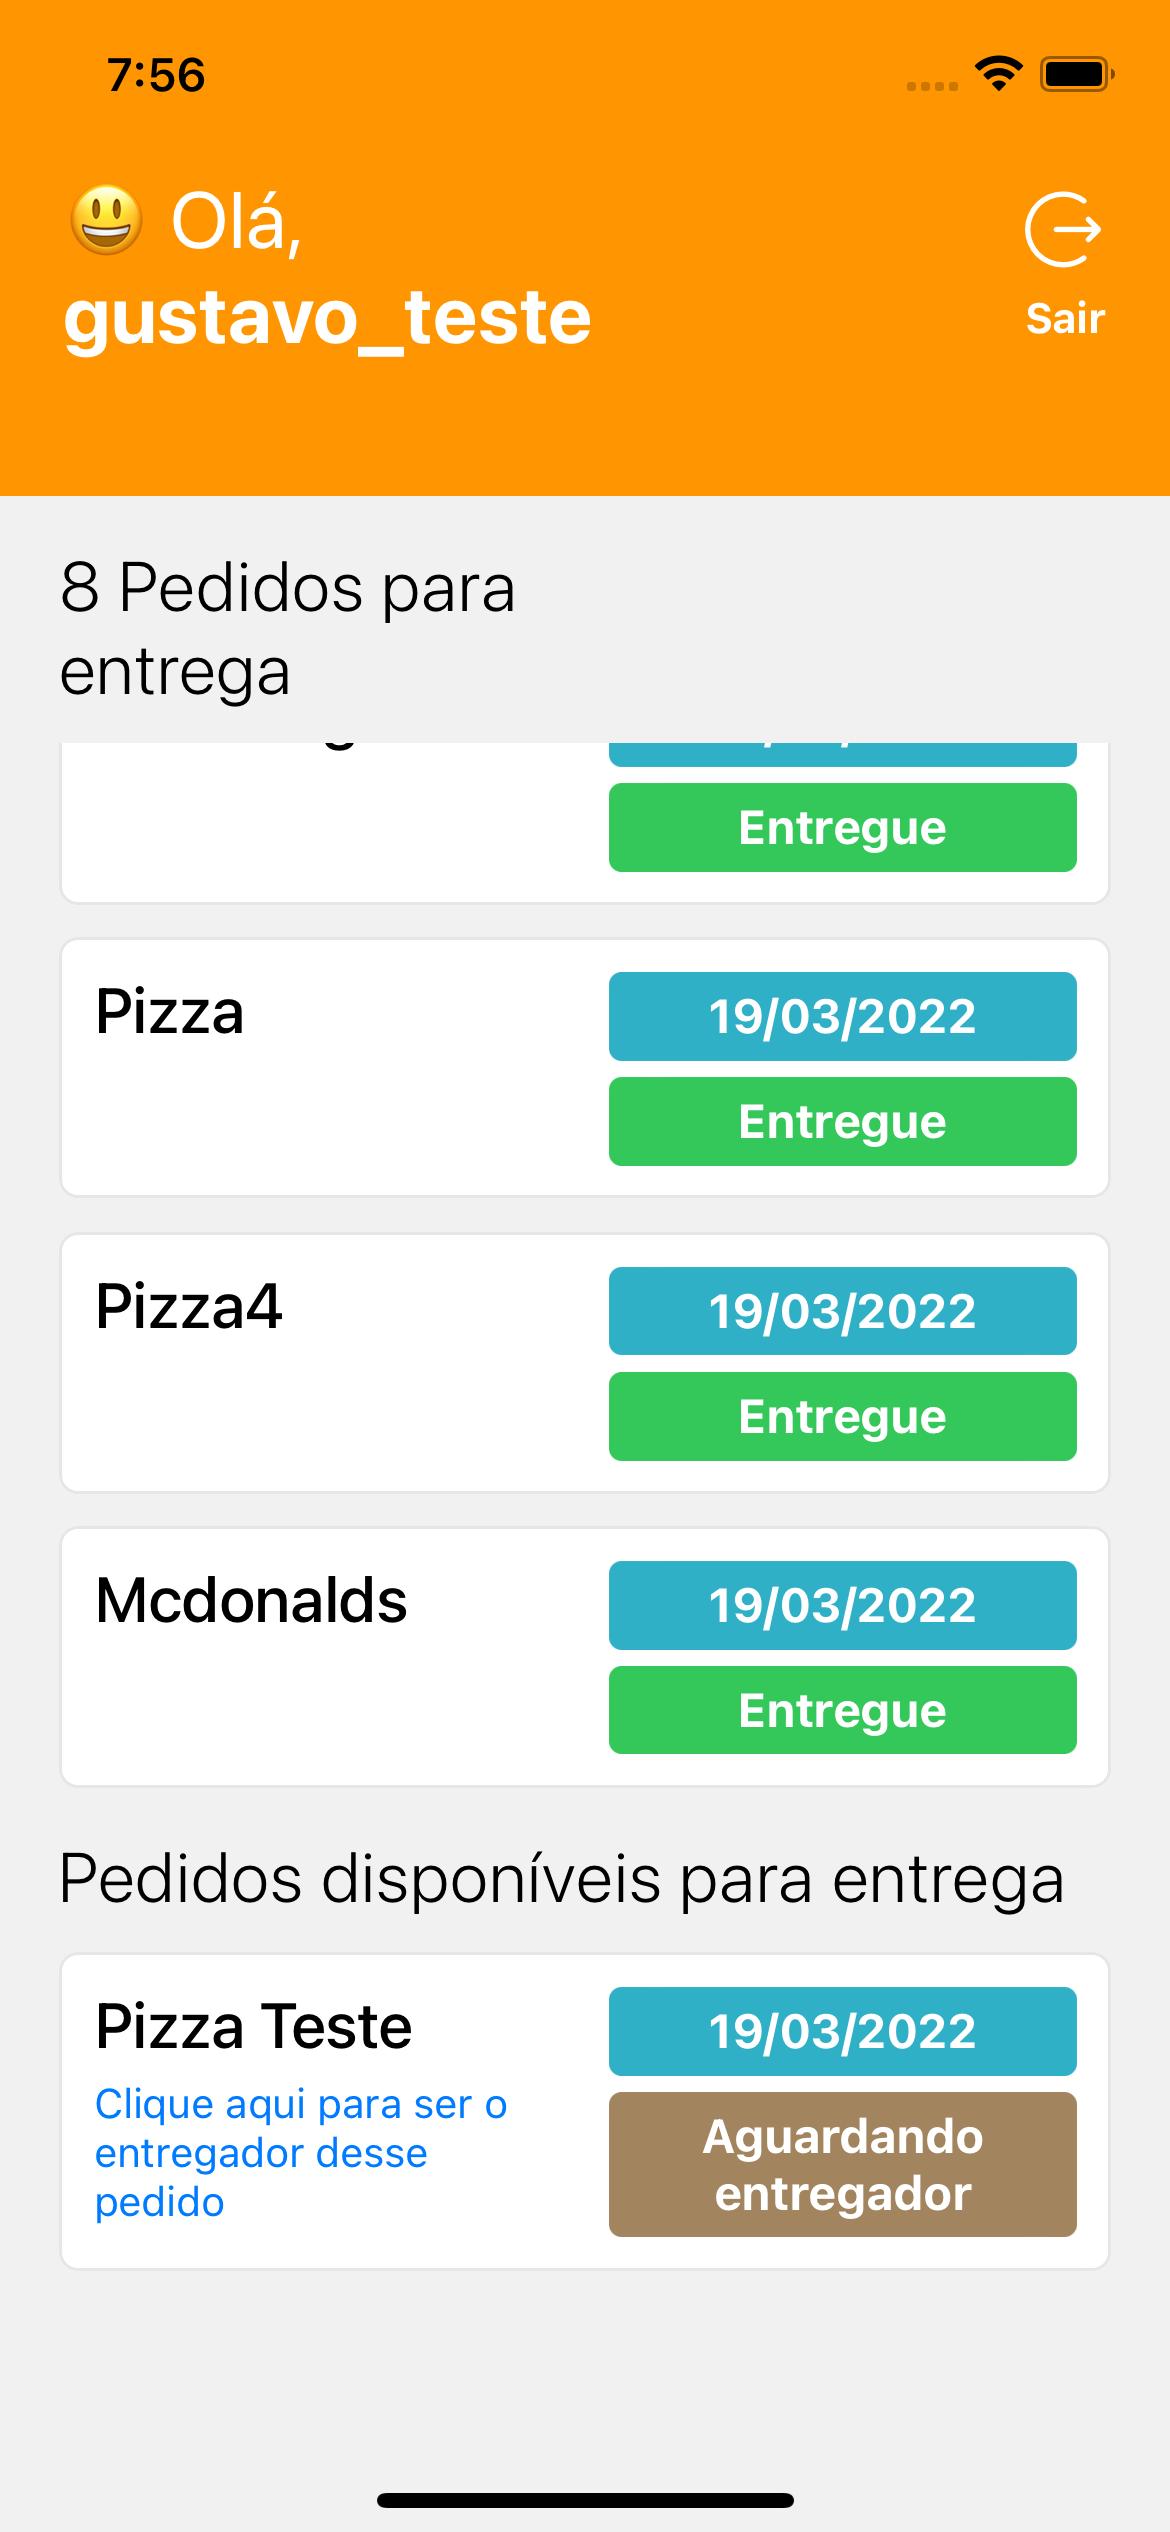 7:56
😃 Olá,
gustavo_teste
Sair
8 Pedidos para
entrega
Entregue
Pizza
19/03/2022
Entregue
Pizza4
19/03/2022
Entregue
Mcdonalds
19/03/2022
Entregue
Pedidos disponíveis para entrega
Pizza Teste
19/03/2022
Clique aqui para ser o
entregador desse
pedido
Aguardando
entregador